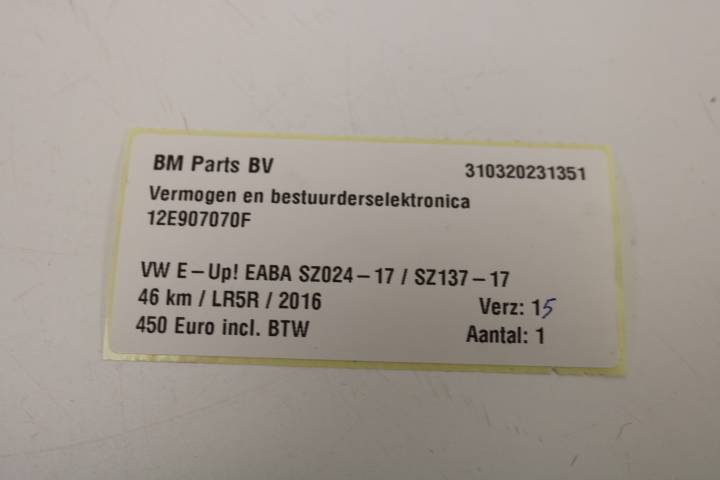 BM Parts BV 310320231351
Vermogen en bestuurderselektronica
12E907070F
VW E-Up! EABA SZ024-17 / SZ137-17
46 km / LR5R / 2016 Verz: 15
450 Euro incl. BTW Aantal: 1